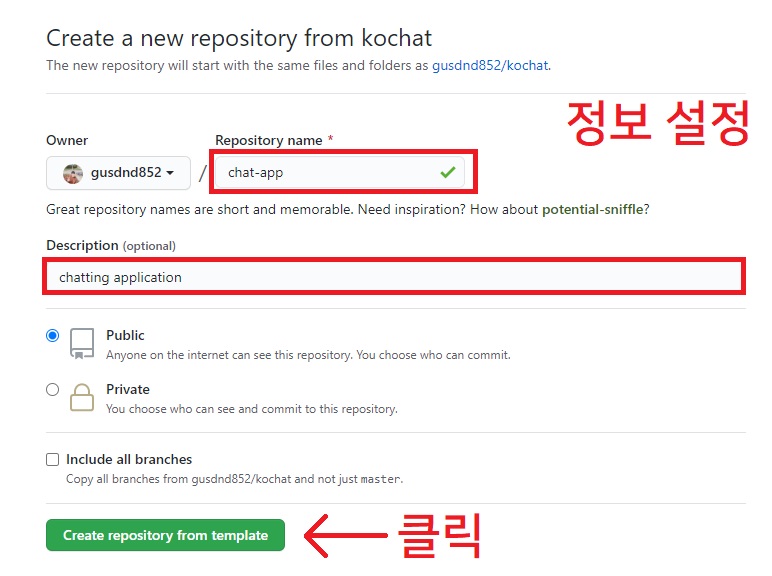 Create a new repository from kochat
The new repository will start with the same files and folders as gusdnd852/kochat.
정보 설정
Owner
Repository name *
gusdnd852 / chat-app
Great repository names are short and memorable. Need inspiration? How about potential-sniffle?
Description (optional)
chatting application
Public
Anyone on the internet can see this repository. You choose who can commit.
Private
You choose who can see and commit to this repository.
Include all branches
Copy all branches from gusdnd852/kochat and not just master.
Create repository from template
클릭